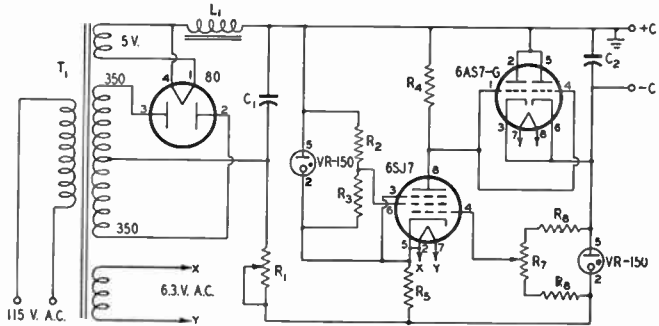 L1
+C
5 V.
T1
4
1
80
350
3
2
C1
R4
6AS7-G
2
5
1
4
3
7
8
6
C2
-C
5
VR-150
2
R2
R3
6SJ7
8
3
6
4
5
2
7
X
Y
R1
R5
R8
R7
R8
5
VR-150
2
350
6.3.V. A.C.
X
Y
115 V. A.C.